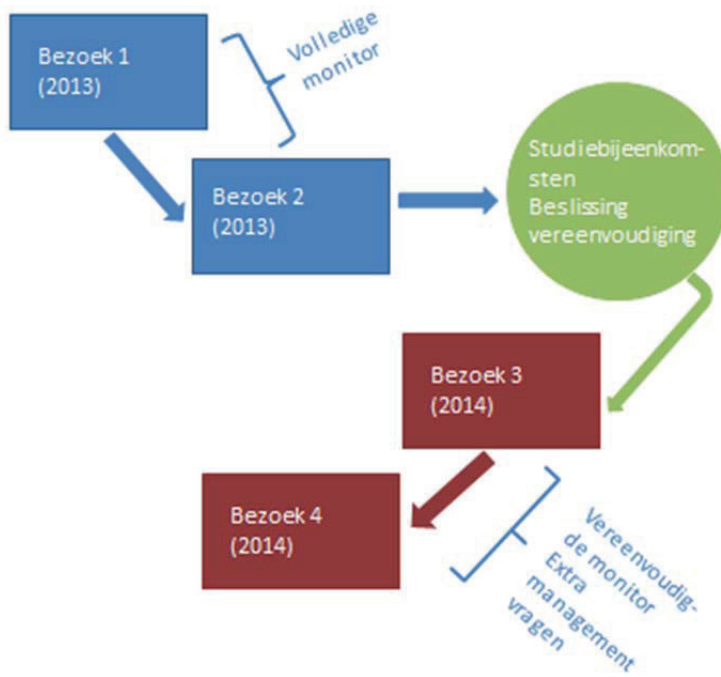 Bezoek 1
(2013)
Volledige
monitor
Bezoek 2
(2013)
Studiebijeenkom-
sten
Beslissing
vereenvoudiging
Bezoek 3
(2014)
Bezoek 4
(2014)
Vereenvoudig-
de monitor
Extra
management
vragen